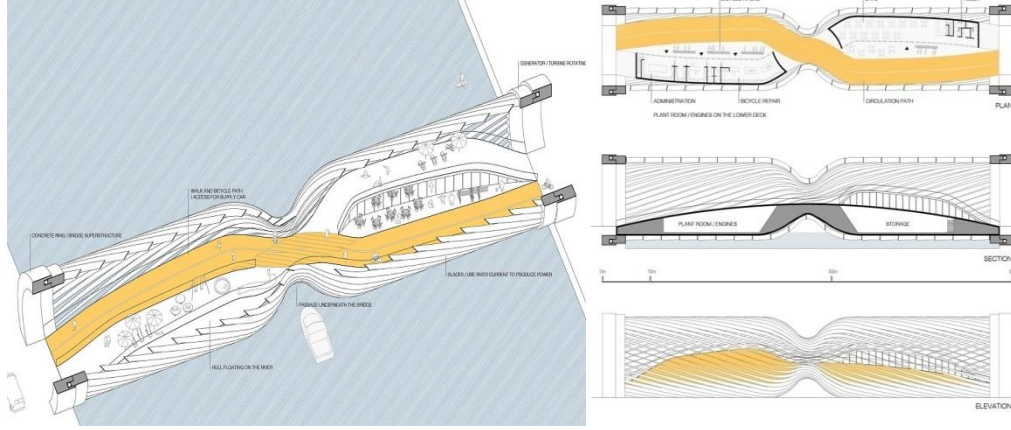 GENERATOR / TURBINE ROTATING
WALK AND BICYCLE PATH
/ ACCESS FOR SUPPLY CAR
CONCRETE RING / BRIDGE SUPERSTRUCTURE
BLADES / USE RIVER CURRENT TO PRODUCE POWER
PASSAGE UNDERNEATH THE BRIDGE
HULL FLOATING ON THE RIVER
ADMINISTRATION
BICYCLE REPAIR
CIRCULATION PATH
PLAN
PLANT ROOM / ENGINES ON THE LOWER DECK
PLANT ROOM / ENGINES
STORAGE
SECTION
0m
10m
ELEVATION